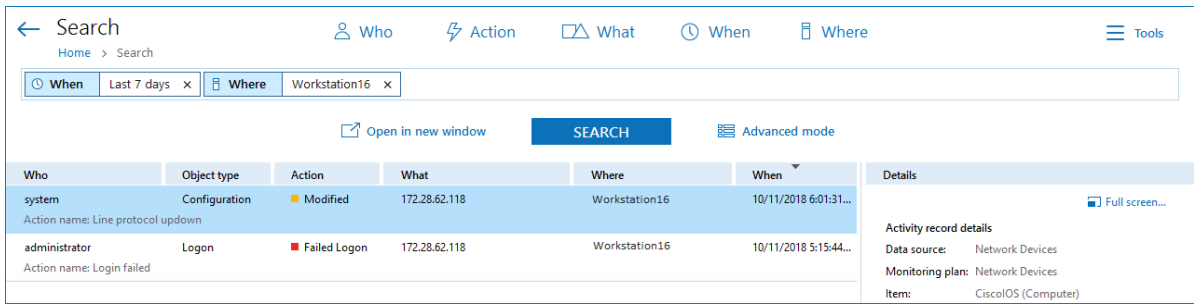 Search
Who Action What When Where Tools
Home > Search
When Last 7 days × Where Workstation16 ×
Open in new window SEARCH Advanced mode
Who Object type Action What Where When Details
system Configuration Modified 172.28.62.118 Workstation16 10/11/2018 6:01:31...
Action name: Line protocol updown
Full screen...
Activity record details
administrator Logon Failed Logon 172.28.62.118 Workstation16 10/11/2018 5:15:44...
Data source: Network Devices
Action name: Login failed
Monitoring plan: Network Devices
Item: CiscoIOS (Computer)